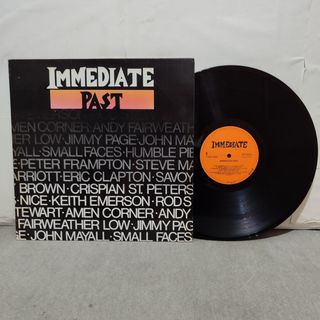 IMMEDIATE
PAST
MEN CORNER·ANDY FAIRWEATHER
LOW·JIMMY PAGE·JOHN MA
YALL·SMALL FACES·HUMBLE PIE
PETER FRAMPTON·STEVE MA
ARRIOTT·ERIC CLAPTON·SAVOY
BROWN·CRISPIAN ST PETERS
·NICE·KEITH EMERSON·ROD S
TEWART·AMEN CORNER·ANDY
FAIRWEATHER LOW·JIMMY PAG
E·JOHN MAYALL·SMALL FACES·
IMMEDIATE